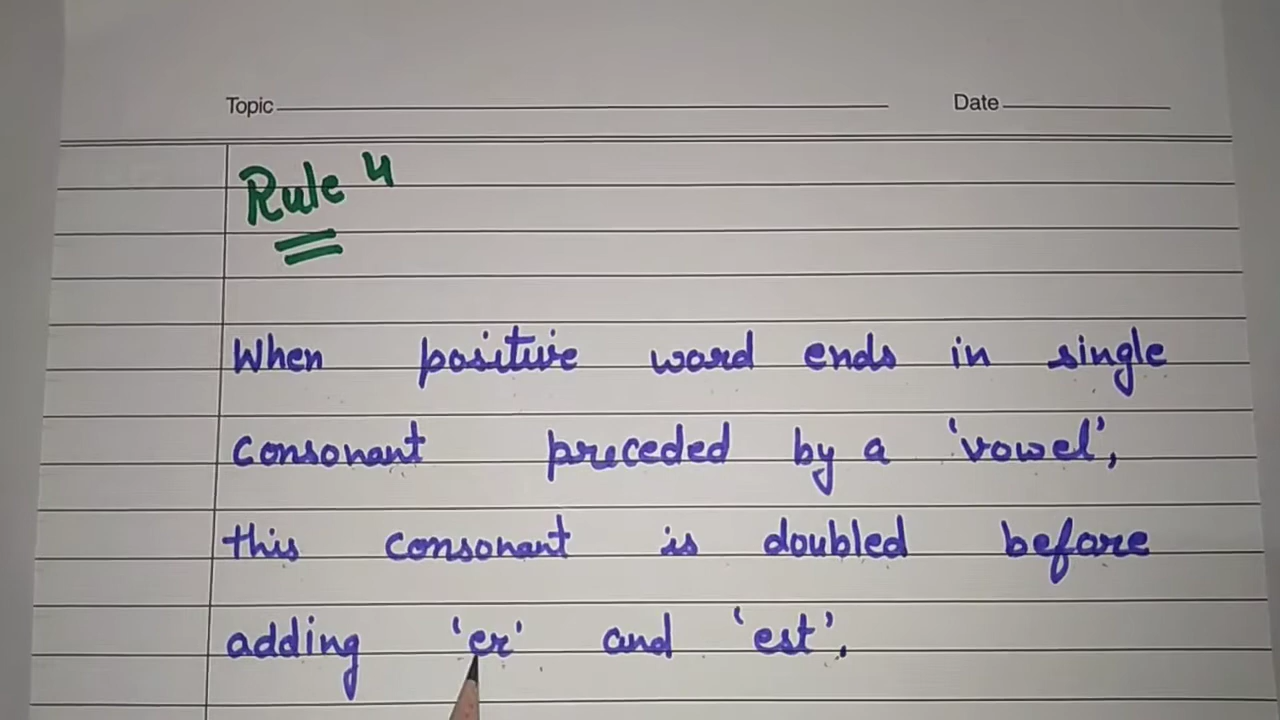 Topic Date
Rule 4
When positive word ends in single
consonant preceded by a 'vowel',
this consonant is doubled before
adding 'er' and 'est'.